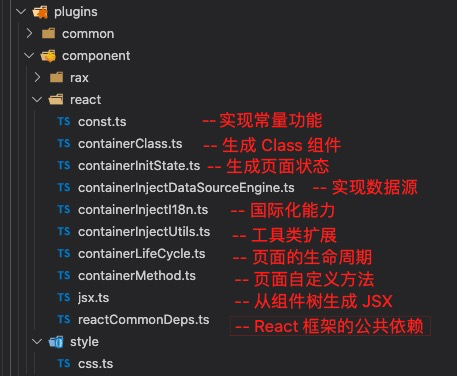 plugins
common
component
rax
react
TS const.ts -- 实现常量功能
TS containerClass.ts -- 生成 Class 组件
TS containerInitState.ts -- 生成页面状态
TS containerInjectDataSourceEngine.ts -- 实现数据源
TS containerInjectI18n.ts -- 国际化能力
TS containerInjectUtils.ts -- 工具类扩展
TS containerLifeCycle.ts -- 页面的生命周期
TS containerMethod.ts -- 页面自定义方法
TS jsx.ts -- 从组件树生成 JSX
TS reactCommonDeps.ts -- React 框架的公共依赖
style
TS css.ts